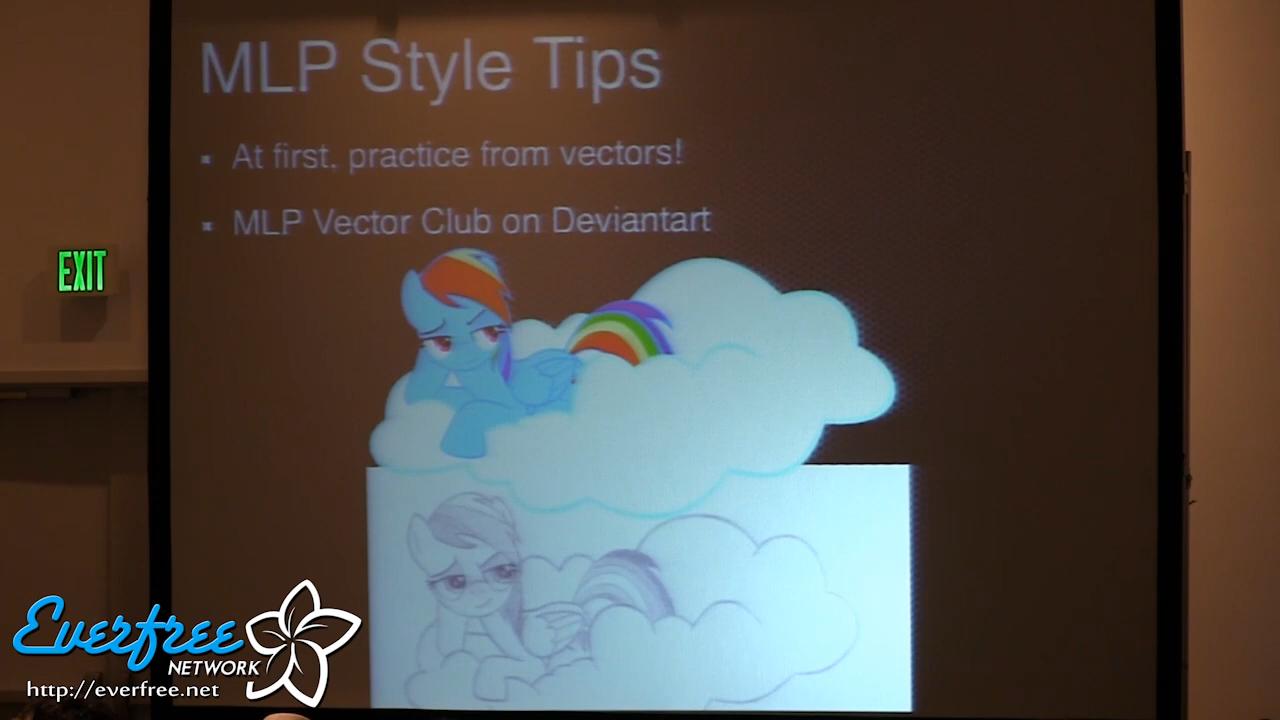 MLP Style Tips
At first, practice from vectors!
MLP Vector Club on Deviantart
EXIT
Everfree
NETWORK
http://everfree.net